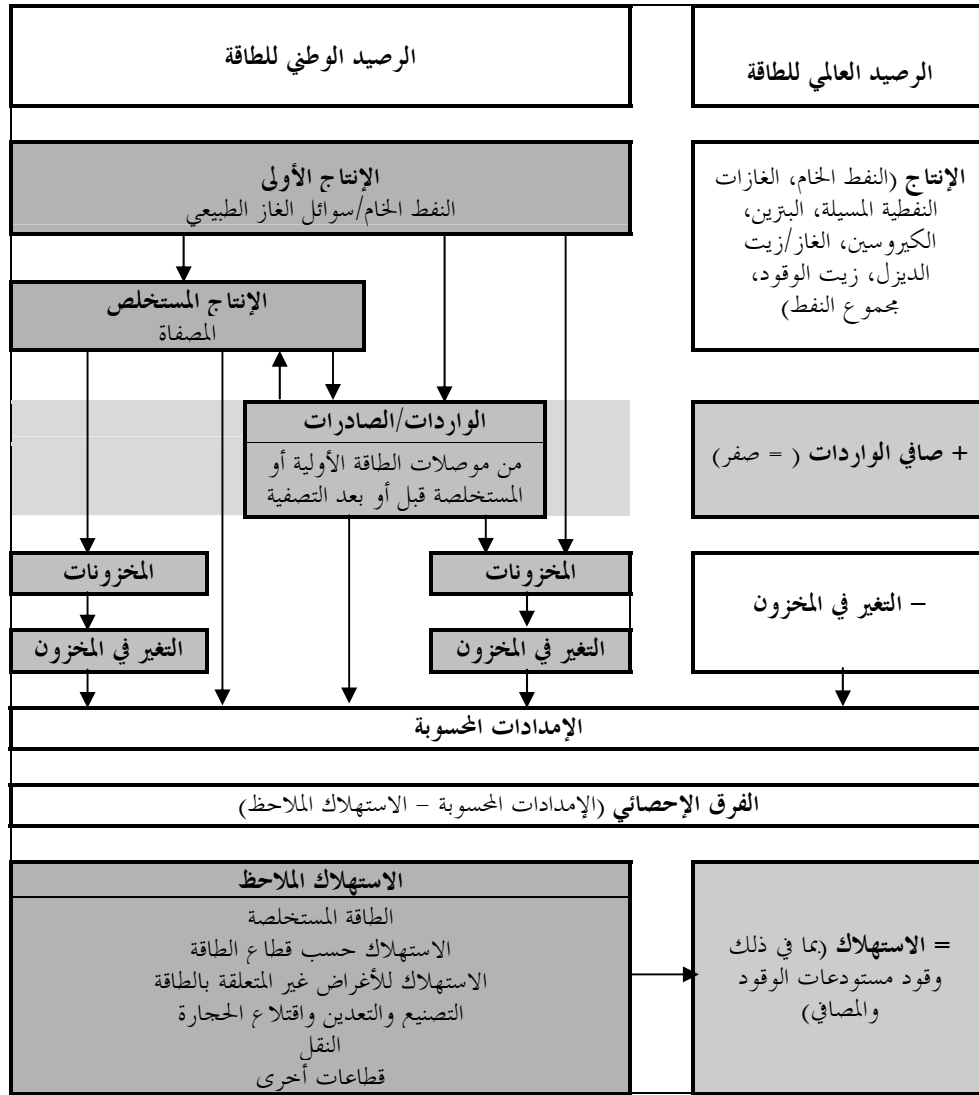 الرصيد الوطني للطاقة
الرصيد العالمي للطاقة
الإنتاج الأولى
النفط الخام/سوائل الغاز الطبيعي
الإنتاج (النفط الخام، الغازات
النفطية المسيلة، البترين،
الكيروسين، الغاز/زيت
الديزل، زيت الوقود،
مجموع النفط)
الإنتاج المستخلص
المصفاة
الواردات/الصادرات
من موصلات الطاقة الأولية أو
المستخلصة قبل أو بعد التصفية
+ صافي الواردات ( = صفر)
المخزونات
المخزونات
– التغير في المخزون
التغير في المخزون
التغير في المخزون
الإمدادات المحسوبة
الفرق الإحصائي (الإمدادات المحسوبة – الاستهلاك الملاحظ)
الاستهلاك الملاحظ
الطاقة المستخلصة
الاستهلاك حسب قطاع الطاقة
الاستهلاك للأغراض غير المتعلقة بالطاقة
التصنيع والتعدين واقتلاع الحجارة
النقل
قطاعات أخرى
= الاستهلاك (بما في ذلك
وقود مستودعات الوقود
والمصافي)